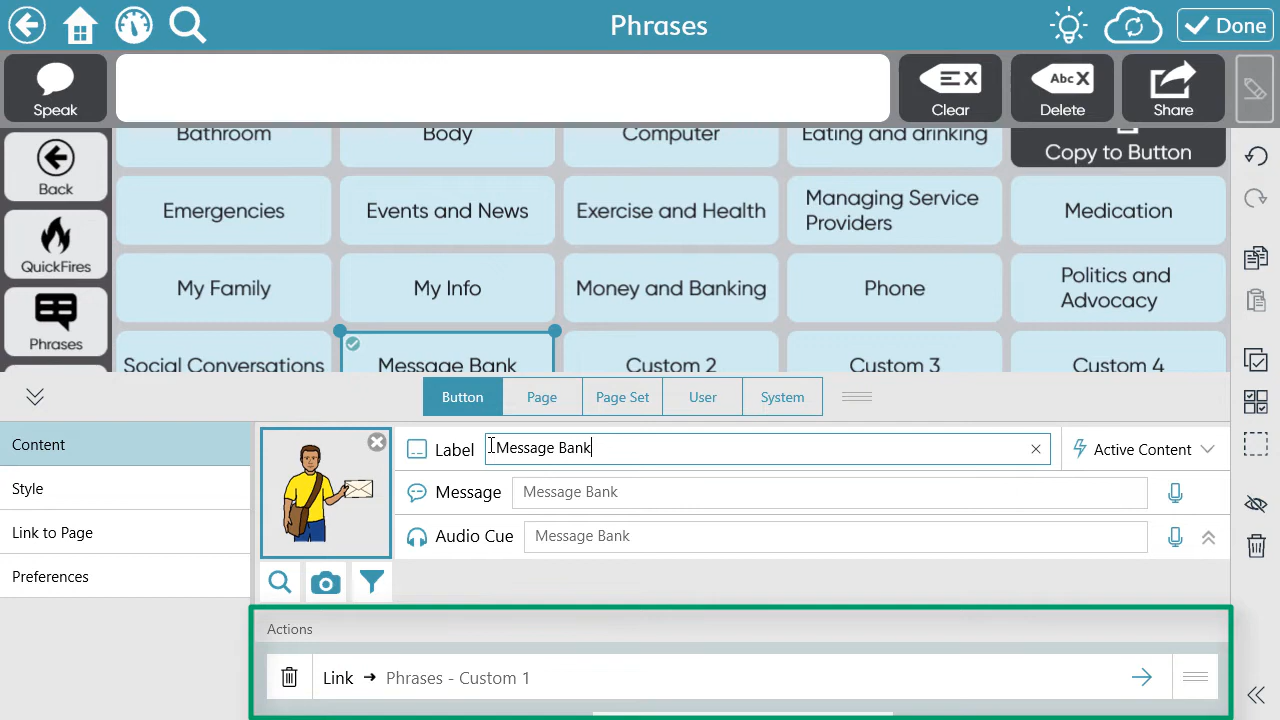 Phrases
Done
Speak
Clear
Abc
Delete
Share
Bathroom
Body
Computer
Eating and drinking
Copy to Button
Back
Emergencies
Events and News
Exercise and Health
Managing Service
Providers
Medication
QuickFires
My Family
My Info
Money and Banking
Phone
Politics and
Advocacy
Phrases
Social Conversations
Message Bank
Custom 2
Custom 3
Custom 4
Button
Page
Page Set
User
System
Content
Style
Link to Page
Preferences
Label
Message Bank
Active Content
Message
Message Bank
Audio Cue
Message Bank
Actions
Link ➜ Phrases - Custom 1